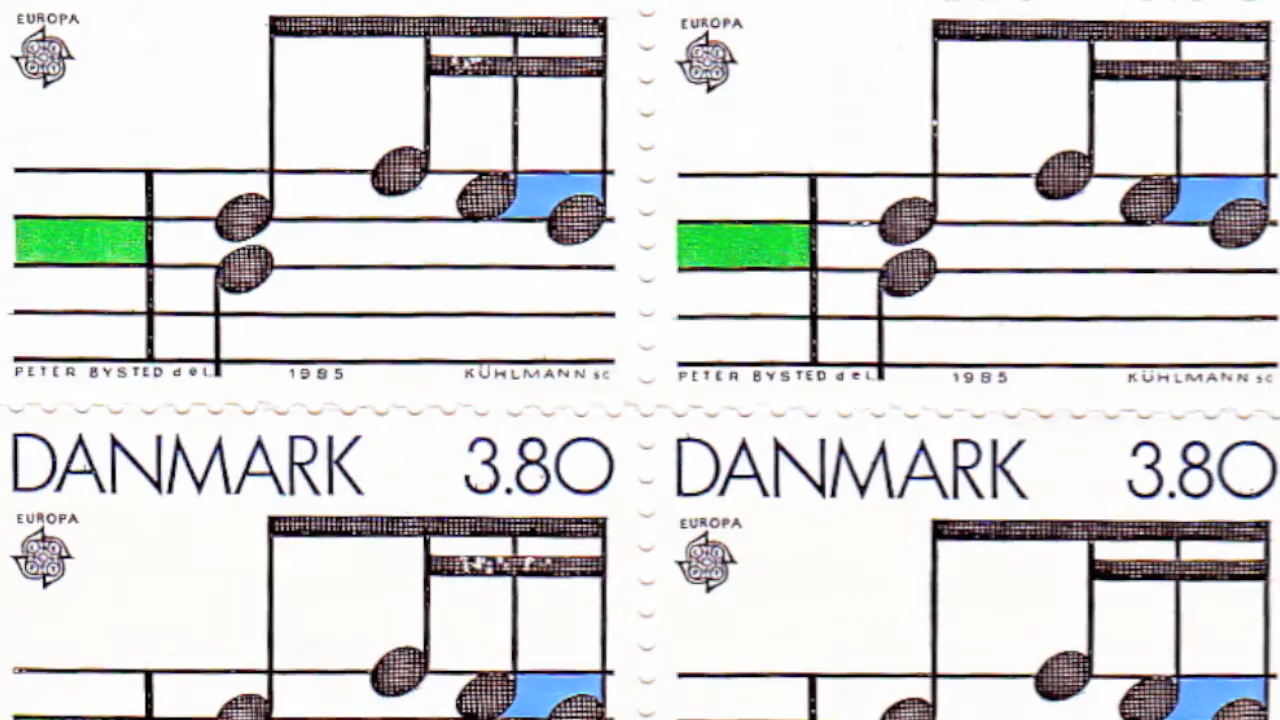 EUROPA
EUROPA
PETER BYSTED del.
1985
KÜHLMANN sc
PETER BYSTED del.
1985
KÜHLMANN sc
DANMARK 3.80
DANMARK 3.80
EUROPA
EUROPA